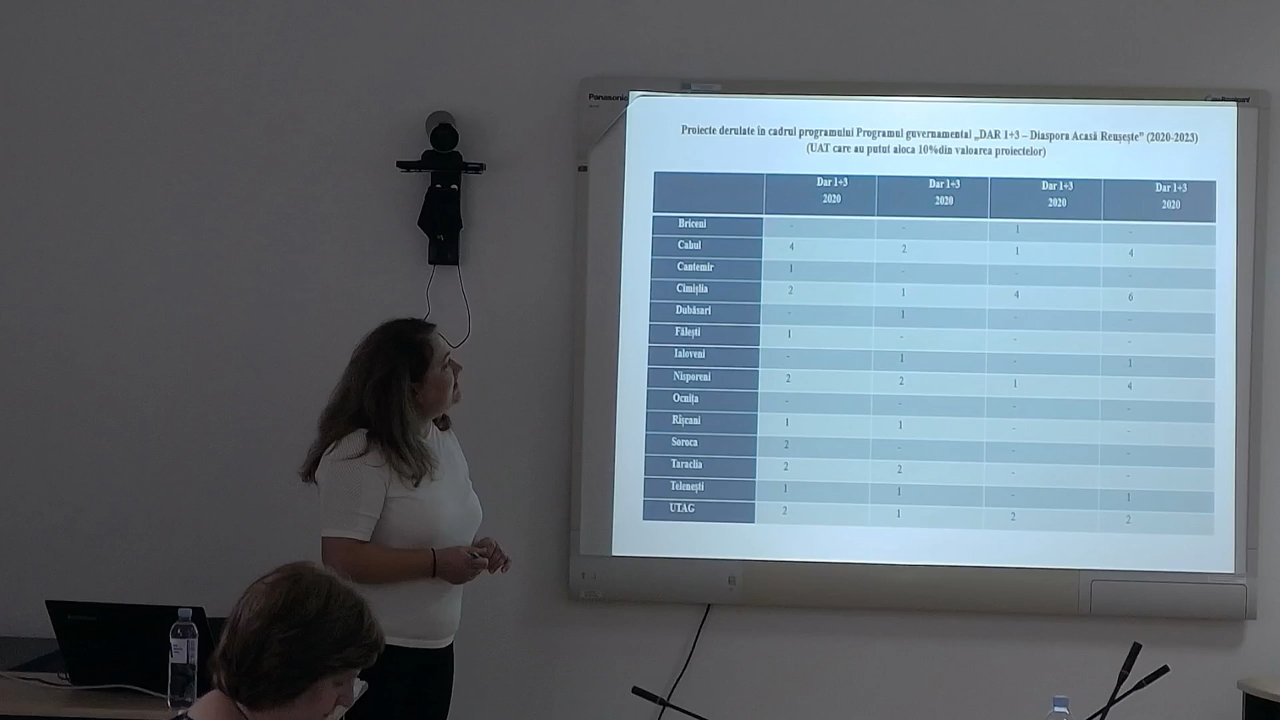 Panasonic
Proiecte derulate în cadrul programului Programul guvernamental „DAR 1+3 – Diaspora Acasă Reușește” (2020-2023)
(UAT care au putut aloca 10%din valoarea proiectelor)
Dar 1+3 Dar 1+3 Dar 1+3 Dar 1+3
2020 2020 2020 2020
Briceni - - 1 -
Cahul 4 2 1 4
Cantemir 1 - - -
Cimișlia 2 1 4 6
Dubăsari - 1 - -
Fălești 1 - - -
Ialoveni - 1 - 1
Nisporeni 2 2 1 4
Ocnița - - - -
Rîșcani 1 1 - -
Soroca 2 - - -
Taraclia 2 2 - -
Telenești 1 1 - 1
UTAG 2 1 2 2